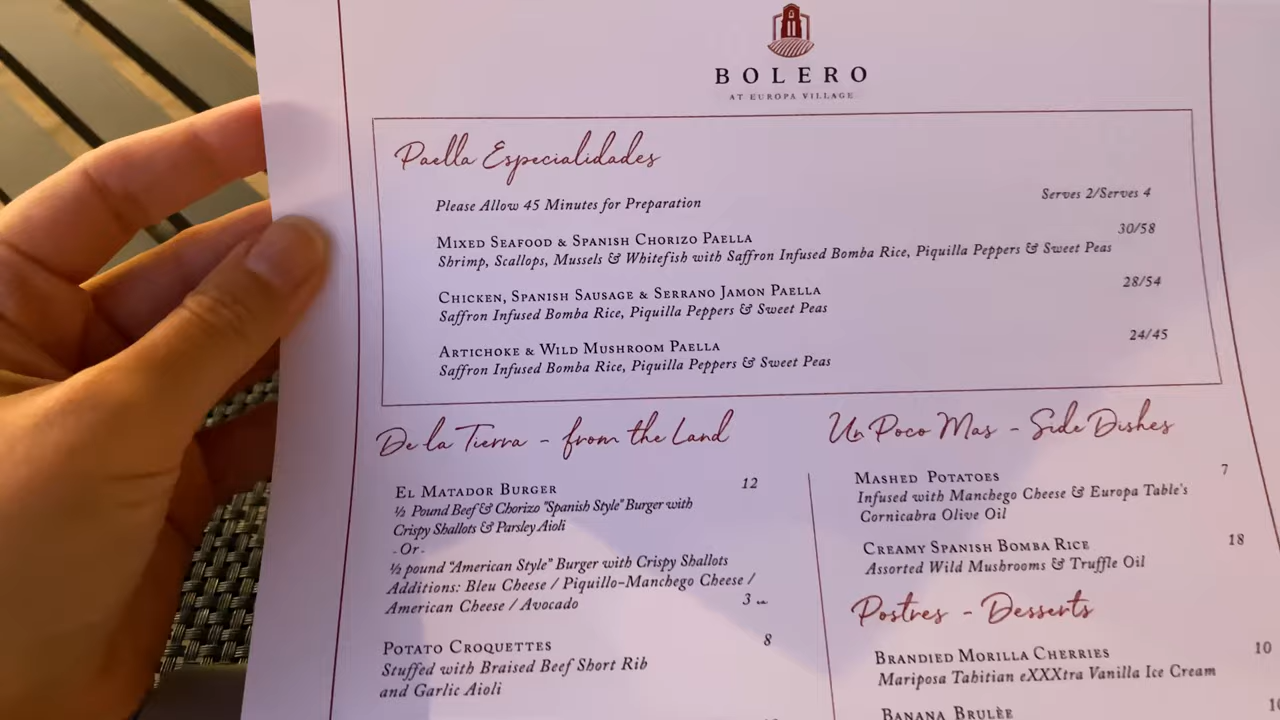 BOLERO
AT EUROPA VILLAGE
Paella Especialidades
Please Allow 45 Minutes for Preparation
Serves 2/Serves 4
MIXED SEAFOOD & SPANISH CHORIZO PAELLA 30/58
Shrimp, Scallops, Mussels & Whitefish with Saffron Infused Bomba Rice, Piquilla Peppers & Sweet Peas
CHICKEN, SPANISH SAUSAGE & SERRANO JAMON PAELLA 28/54
Saffron Infused Bomba Rice, Piquilla Peppers & Sweet Peas
ARTICHOKE & WILD MUSHROOM PAELLA 24/45
Saffron Infused Bomba Rice, Piquilla Peppers & Sweet Peas
De la Tierra - from the Land
EL MATADOR BURGER 12
½ Pound Beef & Chorizo "Spanish Style" Burger with
Crispy Shallots & Parsley Aioli
- Or -
½ pound "American Style" Burger with Crispy Shallots
Additions: Bleu Cheese / Piquillo-Manchego Cheese /
American Cheese / Avocado 3 ea
POTATO CROQUETTES 8
Stuffed with Braised Beef Short Rib
and Garlic Aioli
Un Poco Mas - Side Dishes
MASHED POTATOES 7
Infused with Manchego Cheese & Europa Table's
Cornicabra Olive Oil
CREAMY SPANISH BOMBA RICE 18
Assorted Wild Mushrooms & Truffle Oil
Postres - Desserts
BRANDIED MORILLA CHERRIES 10
Mariposa Tahitian eXXXtra Vanilla Ice Cream
BANANA BRULÈE